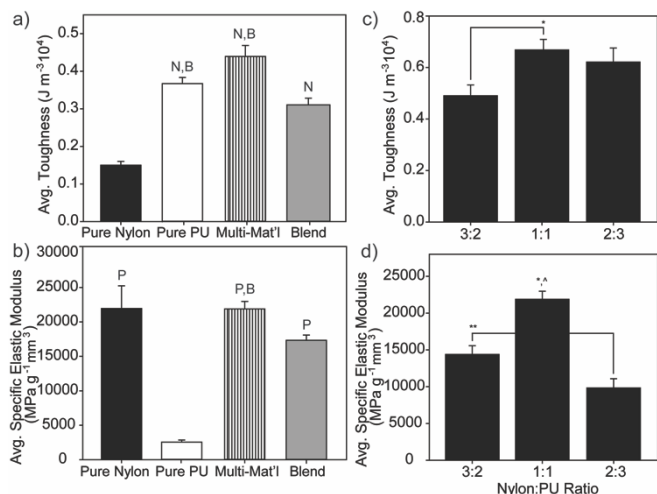 a)
Avg. Toughness (J m⁻³10⁴)
0.5
0.4
0.3
0.2
0.1
0.0
N,B
N,B
N
Pure Nylon Pure PU Multi-Mat'l Blend
b)
Avg. Specific Elastic Modulus
(MPa g⁻¹mm³)
30000
25000
20000
15000
10000
5000
0
P
P,B
P
Pure Nylon Pure PU Multi-Mat'l Blend
c)
Avg. Toughness (J m⁻³10⁴)
0.8
0.6
0.4
0.2
0.0
*
3:2 1:1 2:3
d)
Avg. Specific Elastic Modulus
(MPa g⁻¹mm³)
25000
20000
15000
10000
5000
0
**
*,^
3:2 1:1 2:3
Nylon:PU Ratio